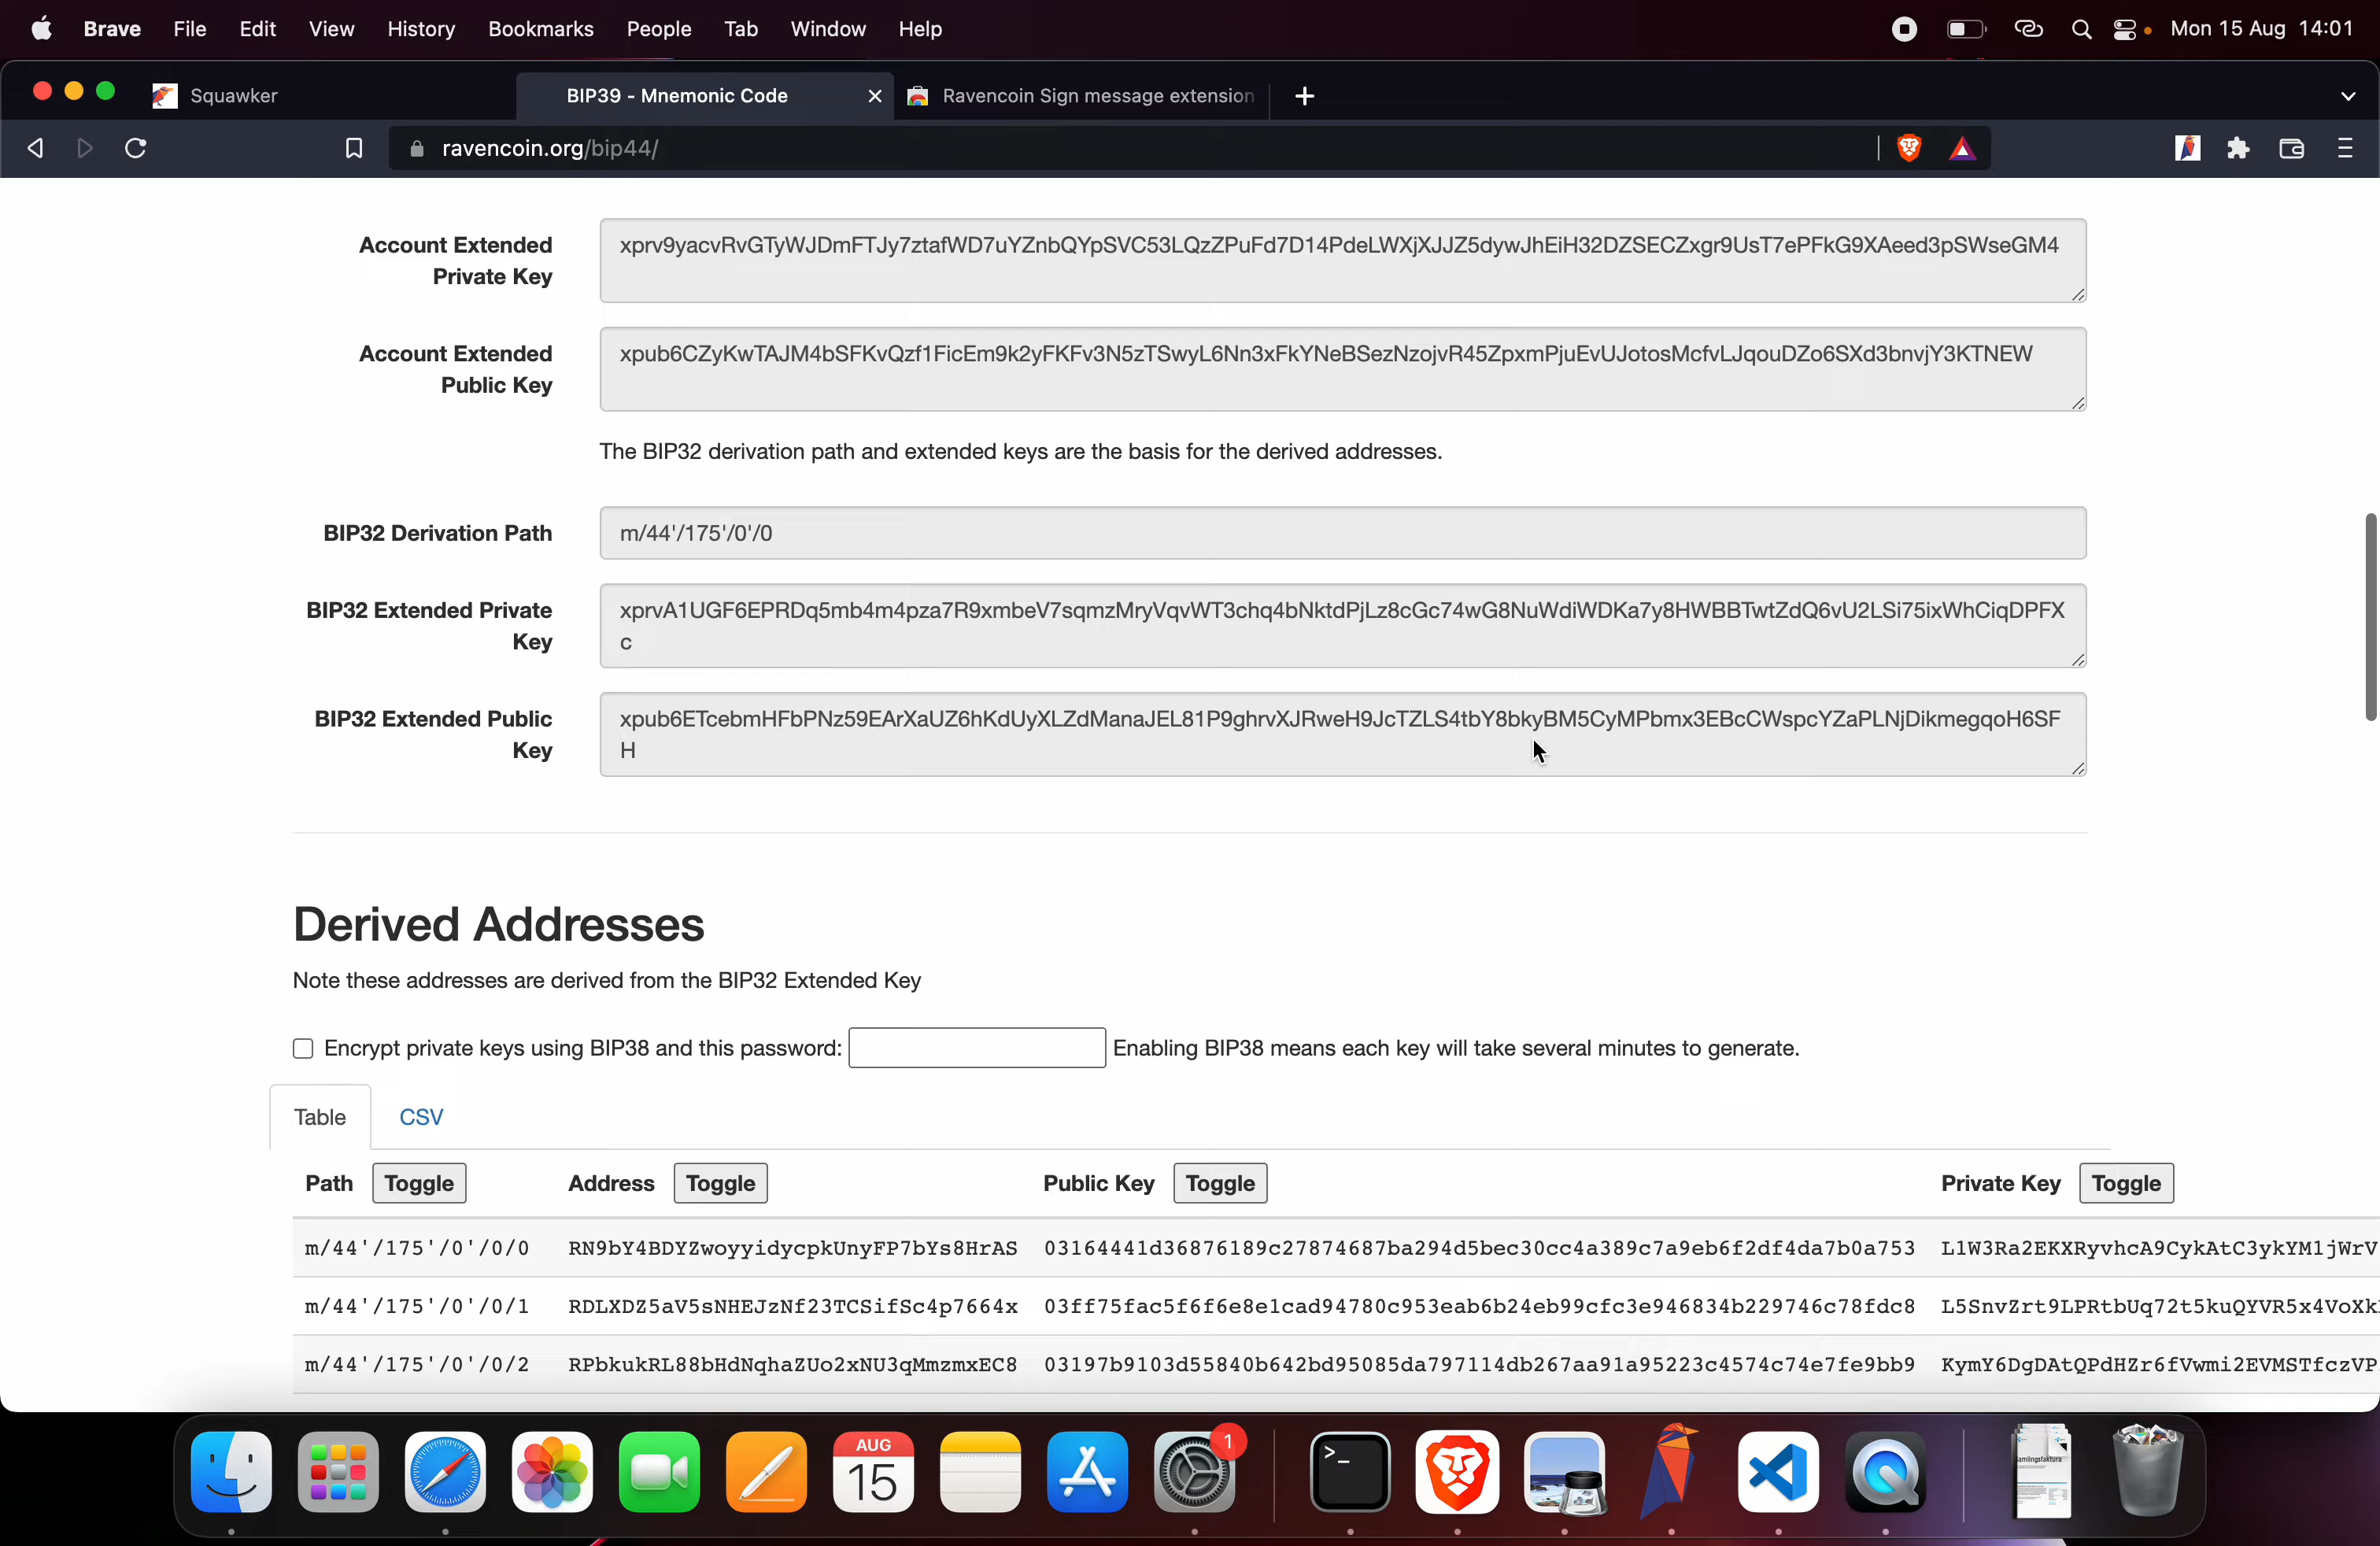 Brave File Edit View History Bookmarks People Tab Window Help Mon 15 Aug 14:01
Squawker BIP39 - Mnemonic Code Ravencoin Sign message extension
ravencoin.org/bip44/
Account Extended Private Key
xprv9yacvRvGTyWJDmFTJy7ztafWD7uYZnbQYpSVC53LQzZPuFd7D14PdeLWXjXJJZ5dywJhEiH32DZSECZxgr9UsT7ePFkG9XAeed3pSWseGM4
Account Extended Public Key
xpub6CZyKwTAJM4bSFKvQzf1FicEm9k2yFKFv3N5zTSwyL6Nn3xFkYNeBSezNzojvR45ZpxmPjuEvUJotosMcfvLJqouDZo6SXd3bnvjY3KTNEW
The BIP32 derivation path and extended keys are the basis for the derived addresses.
BIP32 Derivation Path
m/44'/175'/0'/0
BIP32 Extended Private Key
xprvA1UGF6EPRDq5mb4m4pza7R9xmbeV7sqmzMryVqvWT3chq4bNktdPjLz8cGc74wG8NuWdiWDKa7y8HWBBTwtZdQ6vU2LSi75ixWhCiqDPFX
c
BIP32 Extended Public Key
xpub6ETcebmHFbPNz59EArXaUZ6hKdUyXLZdManaJEL81P9ghrvXJRweH9JcTZLS4tbY8bkyBM5CyMPbmx3EBcCWspcYZaPLNjDikmegqoH6SF
H
Derived Addresses
Note these addresses are derived from the BIP32 Extended Key
Encrypt private keys using BIP38 and this password: Enabling BIP38 means each key will take several minutes to generate.
Table CSV
Path Toggle Address Toggle Public Key Toggle Private Key Toggle
m/44'/175'/0'/0/0 RN9bY4BDYZwoyyidycpkUnyFP7bYs8HrAS 03164441d36876189c27874687ba294d5bec30cc4a389c7a9eb6f2df4da7b0a753 L1W3Ra2EKXRyvhcA9CykAtC3ykYM1jWrV
m/44'/175'/0'/0/1 RDLXDZ5aV5sNHEJzNf23TCSifSc4p7664x 03ff75fac5f6f6e8e1cad94780c953eab6b24eb99cfc3e946834b229746c78fdc8 L5SnvZrt9LPRtbUq72t5kuQYVR5x4VoXk
m/44'/175'/0'/0/2 RPbkukRL88bHdNqhaZUo2xNU3qMmzmxEC8 03197b9103d55840b642bd95085da797114db267aa91a95223c4574c74e7fe9bb9 KymY6DgDAtQPdHZr6fVwmi2EVMSTfczVP
AUG
15
1
amlingsfaktura